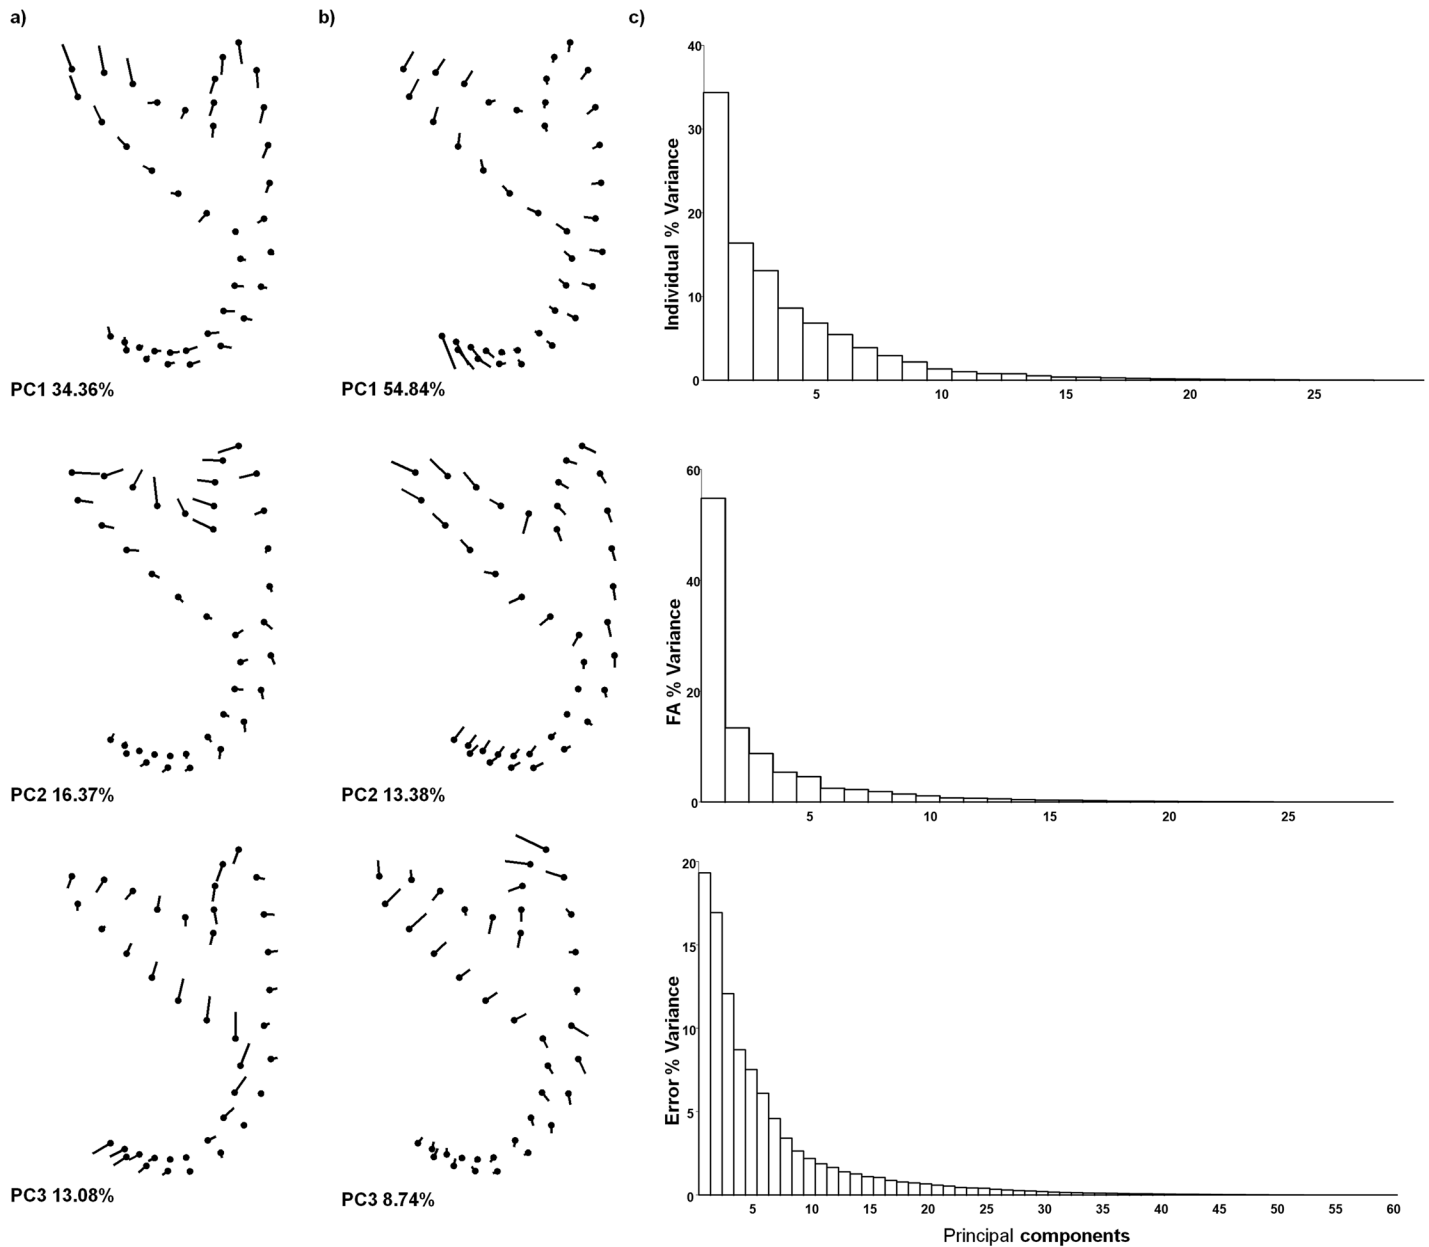 a)
b)
c)
PC1 34.36%
PC1 54.84%
PC2 16.37%
PC2 13.38%
PC3 13.08%
PC3 8.74%
Individual % Variance
40
30
20
10
0
5 10 15 20 25
FA % Variance
60
40
20
0
5 10 15 20 25
Error % Variance
20
15
10
5
0
5 10 15 20 25 30 35 40 45 50 55 60
Principal components